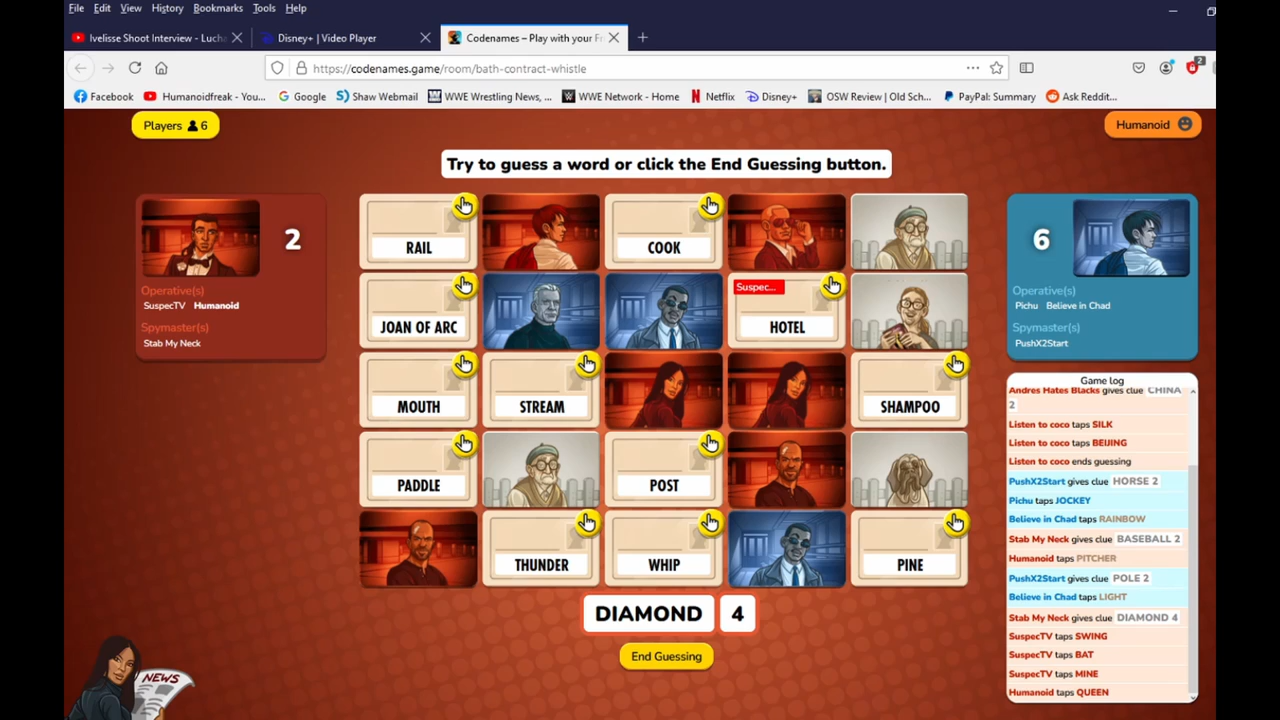 File Edit View History Bookmarks Tools Help
Ivelisse Shoot Interview - Lucha
Disney+ | Video Player
Codenames – Play with your Fr
https://codenames.game/room/bath-contract-whistle
2
Facebook
Humanoidfreak - You...
Google
Shaw Webmail
WWE Wrestling News, ...
WWE Network - Home
Netflix
Disney+
OSW Review | Old Sch...
PayPal: Summary
Ask Reddit...
Players 6
Humanoid
Try to guess a word or click the End Guessing button.
2
Operative(s)
SuspecTV Humanoid
Spymaster(s)
Stab My Neck
RAIL
COOK
JOAN OF ARC
Suspec...
HOTEL
MOUTH
STREAM
SHAMPOO
PADDLE
POST
THUNDER
WHIP
PINE
DIAMOND 4
End Guessing
NEWS
6
Operative(s)
Pichu Believe in Chad
Spymaster(s)
PushX2Start
Game log
Andres Hates Blacks gives clue CHINA
2
Listen to coco taps SILK
Listen to coco taps BEIJING
Listen to coco ends guessing
PushX2Start gives clue HORSE 2
Pichu taps JOCKEY
Believe in Chad taps RAINBOW
Stab My Neck gives clue BASEBALL 2
Humanoid taps PITCHER
PushX2Start gives clue POLE 2
Believe in Chad taps LIGHT
Stab My Neck gives clue DIAMOND 4
SuspecTV taps SWING
SuspecTV taps BAT
SuspecTV taps MINE
Humanoid taps QUEEN